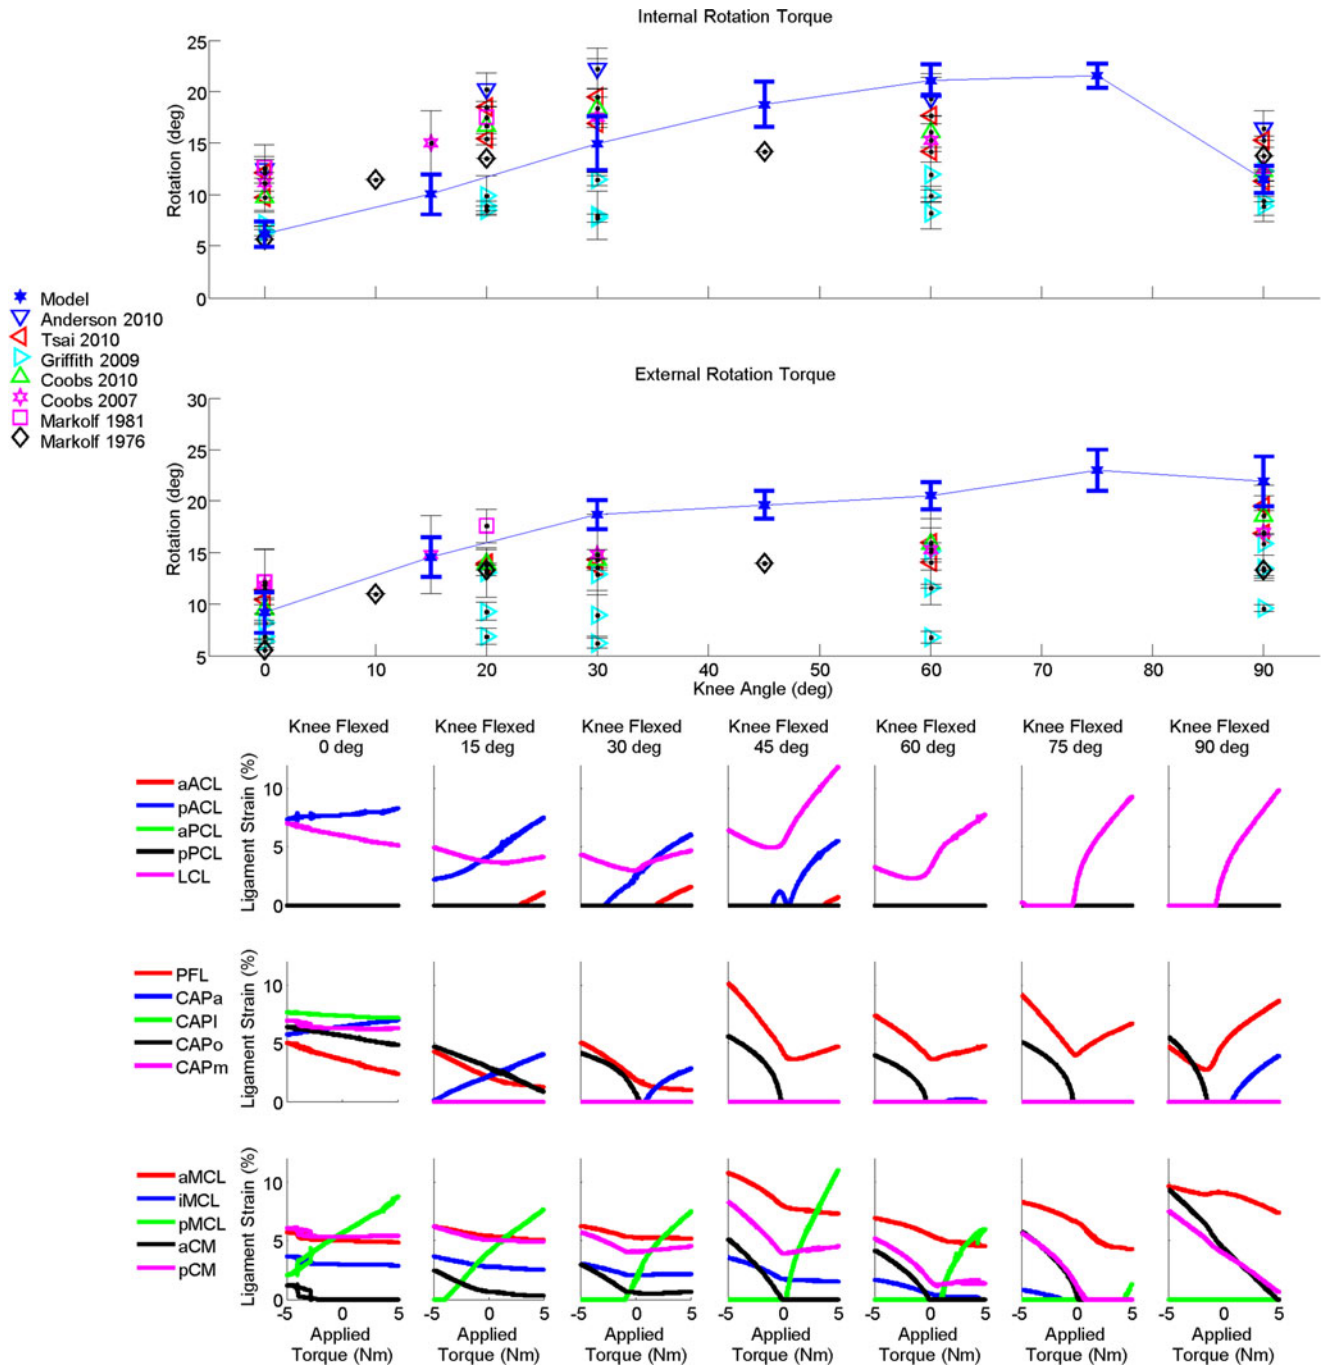 Internal Rotation Torque
25
20
15
10
5
0
Rotation (deg)
Model
Anderson 2010
Tsai 2010
Griffith 2009
Coobs 2010
Coobs 2007
Markolf 1981
Markolf 1976
External Rotation Torque
30
25
20
15
10
5
Rotation (deg)
0 10 20 30 40 50 60 70 80 90
Knee Angle (deg)
Knee Flexed 0 deg
Knee Flexed 15 deg
Knee Flexed 30 deg
Knee Flexed 45 deg
Knee Flexed 60 deg
Knee Flexed 75 deg
Knee Flexed 90 deg
aACL
pACL
aPCL
pPCL
LCL
Ligament Strain (%)
10
5
0
PFL
CAPa
CAPl
CAPo
CAPm
Ligament Strain (%)
10
5
0
aMCL
iMCL
pMCL
aCM
pCM
Ligament Strain (%)
10
5
0
-5 0 5 -5 0 5 -5 0 5 -5 0 5 -5 0 5 -5 0 5 -5 0 5
Applied Applied Applied Applied Applied Applied Applied
Torque (Nm) Torque (Nm) Torque (Nm) Torque (Nm) Torque (Nm) Torque (Nm) Torque (Nm)